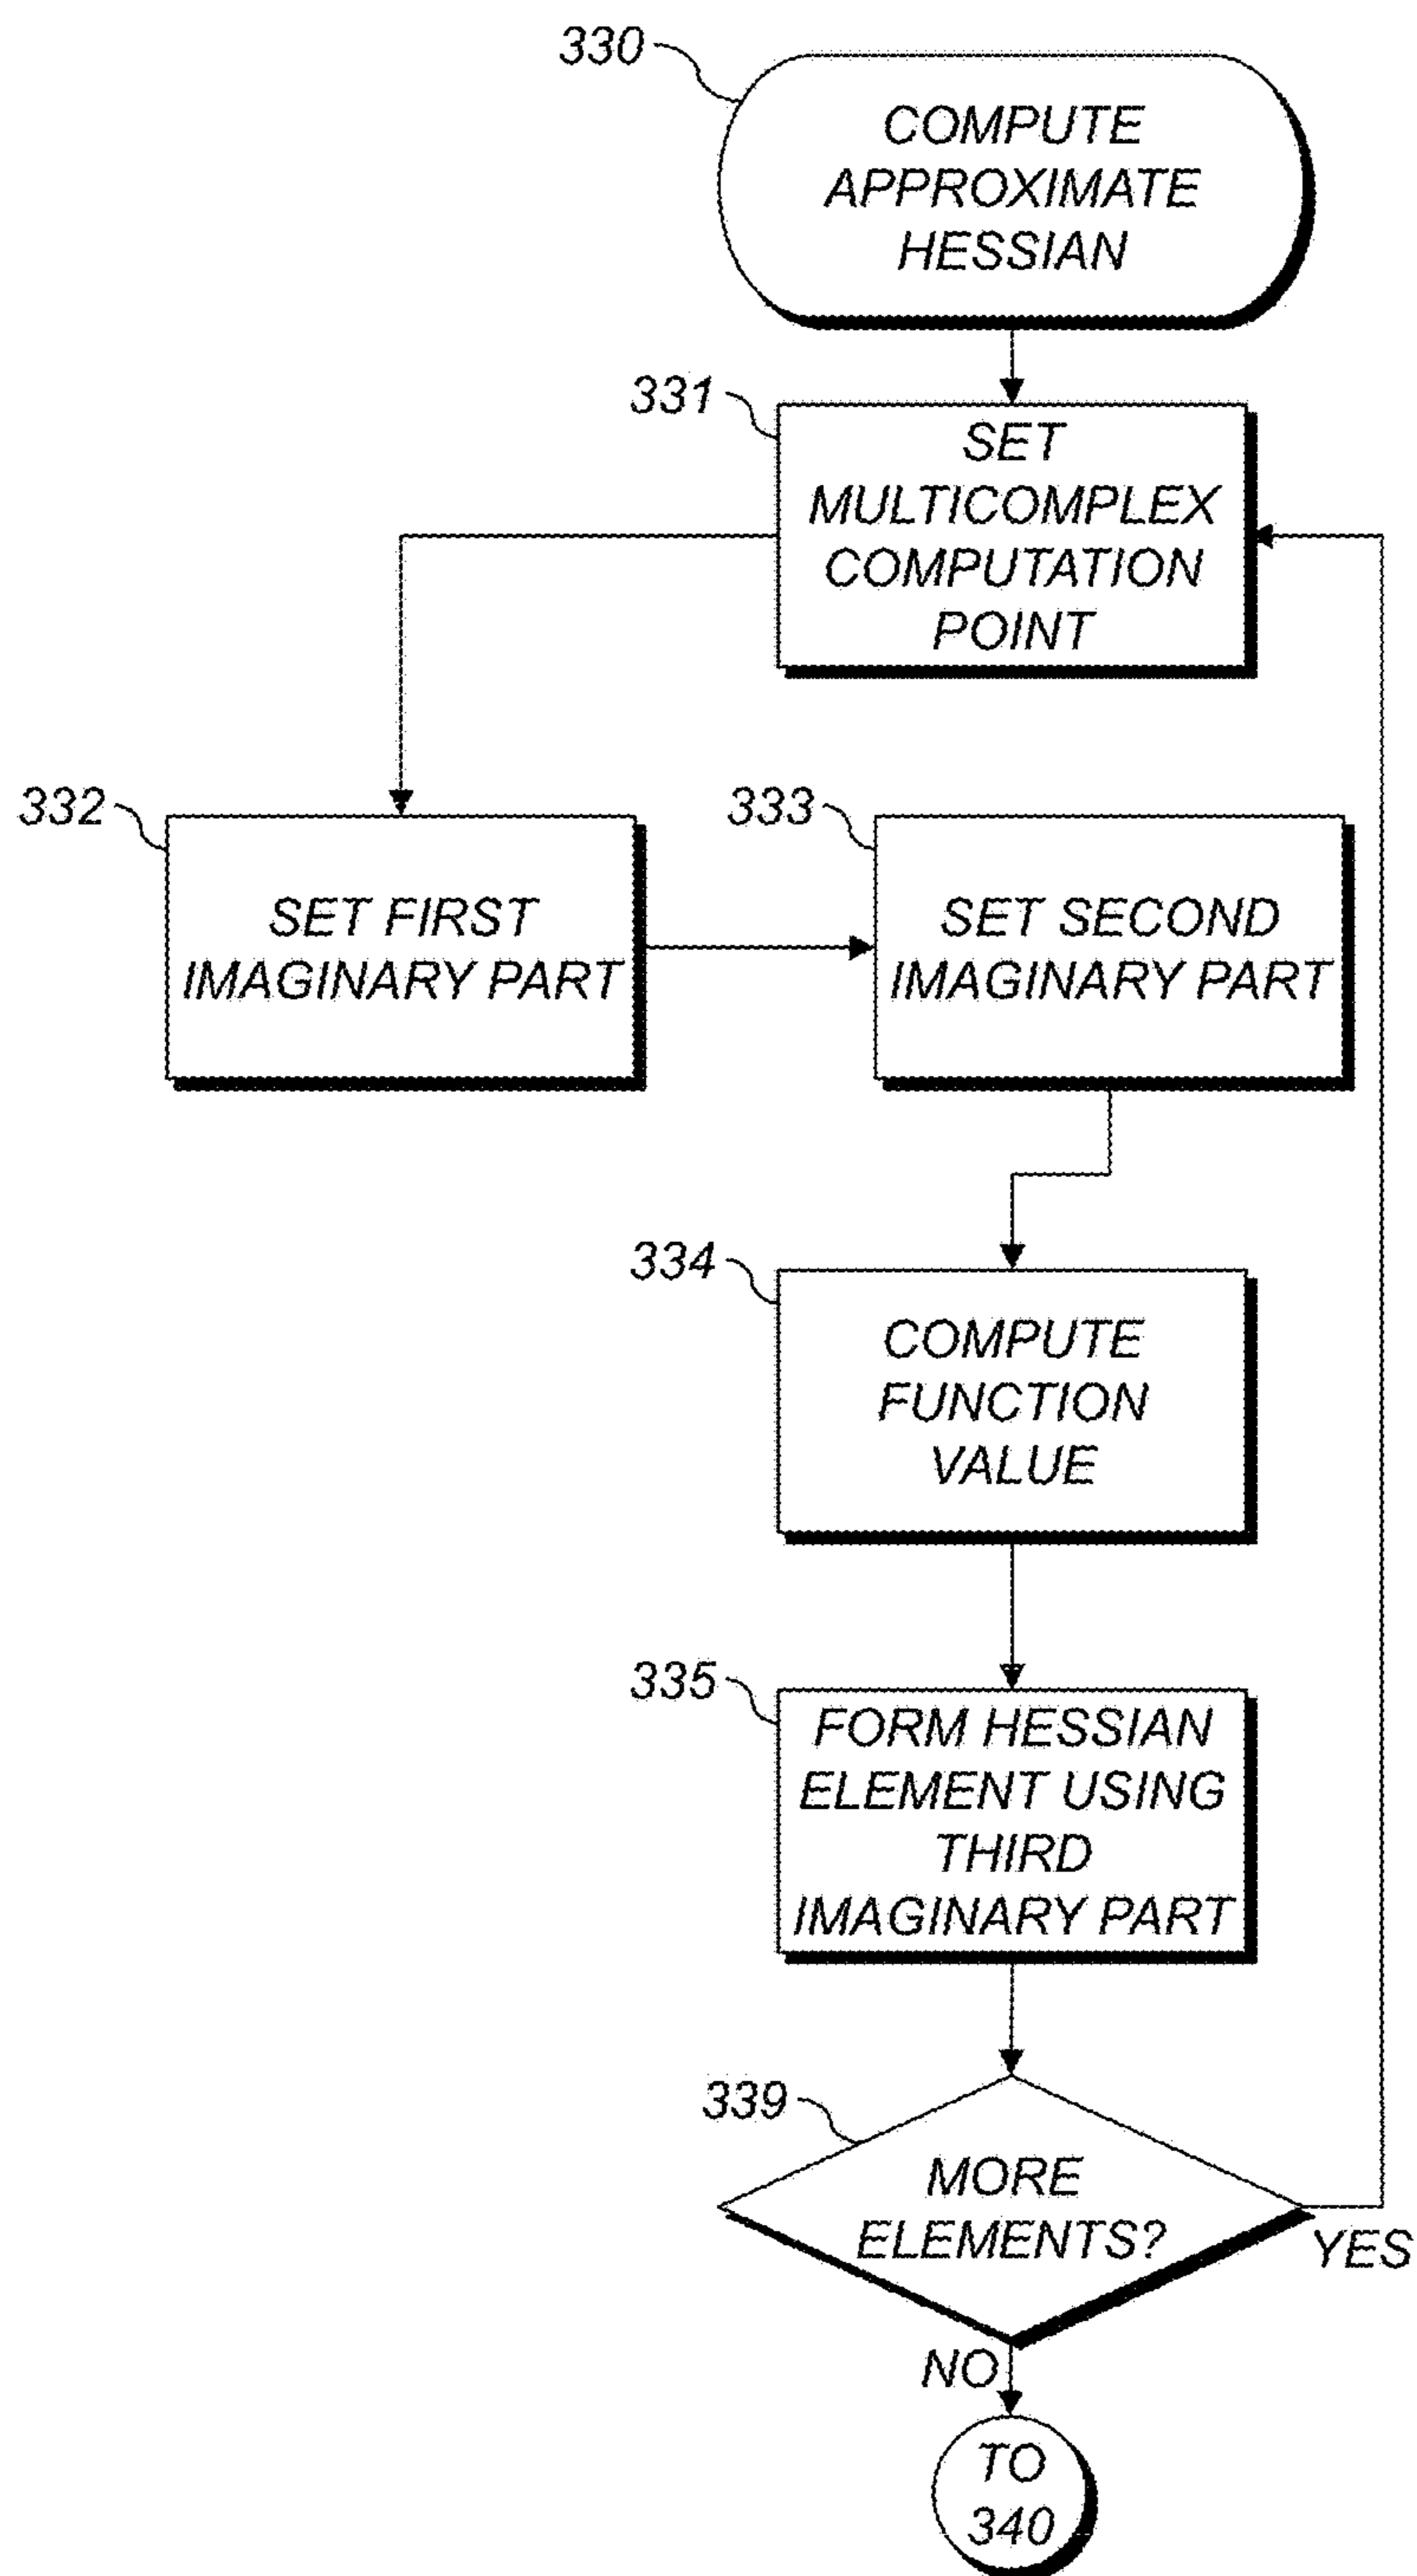 330
COMPUTE
APPROXIMATE
HESSIAN
331
SET
MULTICOMPLEX
COMPUTATION
POINT
332
SET FIRST
IMAGINARY PART
333
SET SECOND
IMAGINARY PART
334
COMPUTE
FUNCTION
VALUE
335
FORM HESSIAN
ELEMENT USING
THIRD
IMAGINARY PART
339
MORE
ELEMENTS?
YES
NO
TO
340